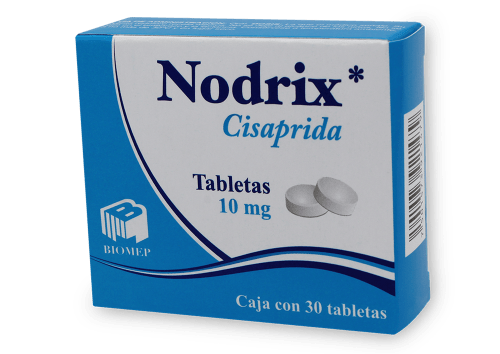 Nodrix*
Cisaprida
Tabletas
10 mg
BIOMEP
Caja con 30 tabletas